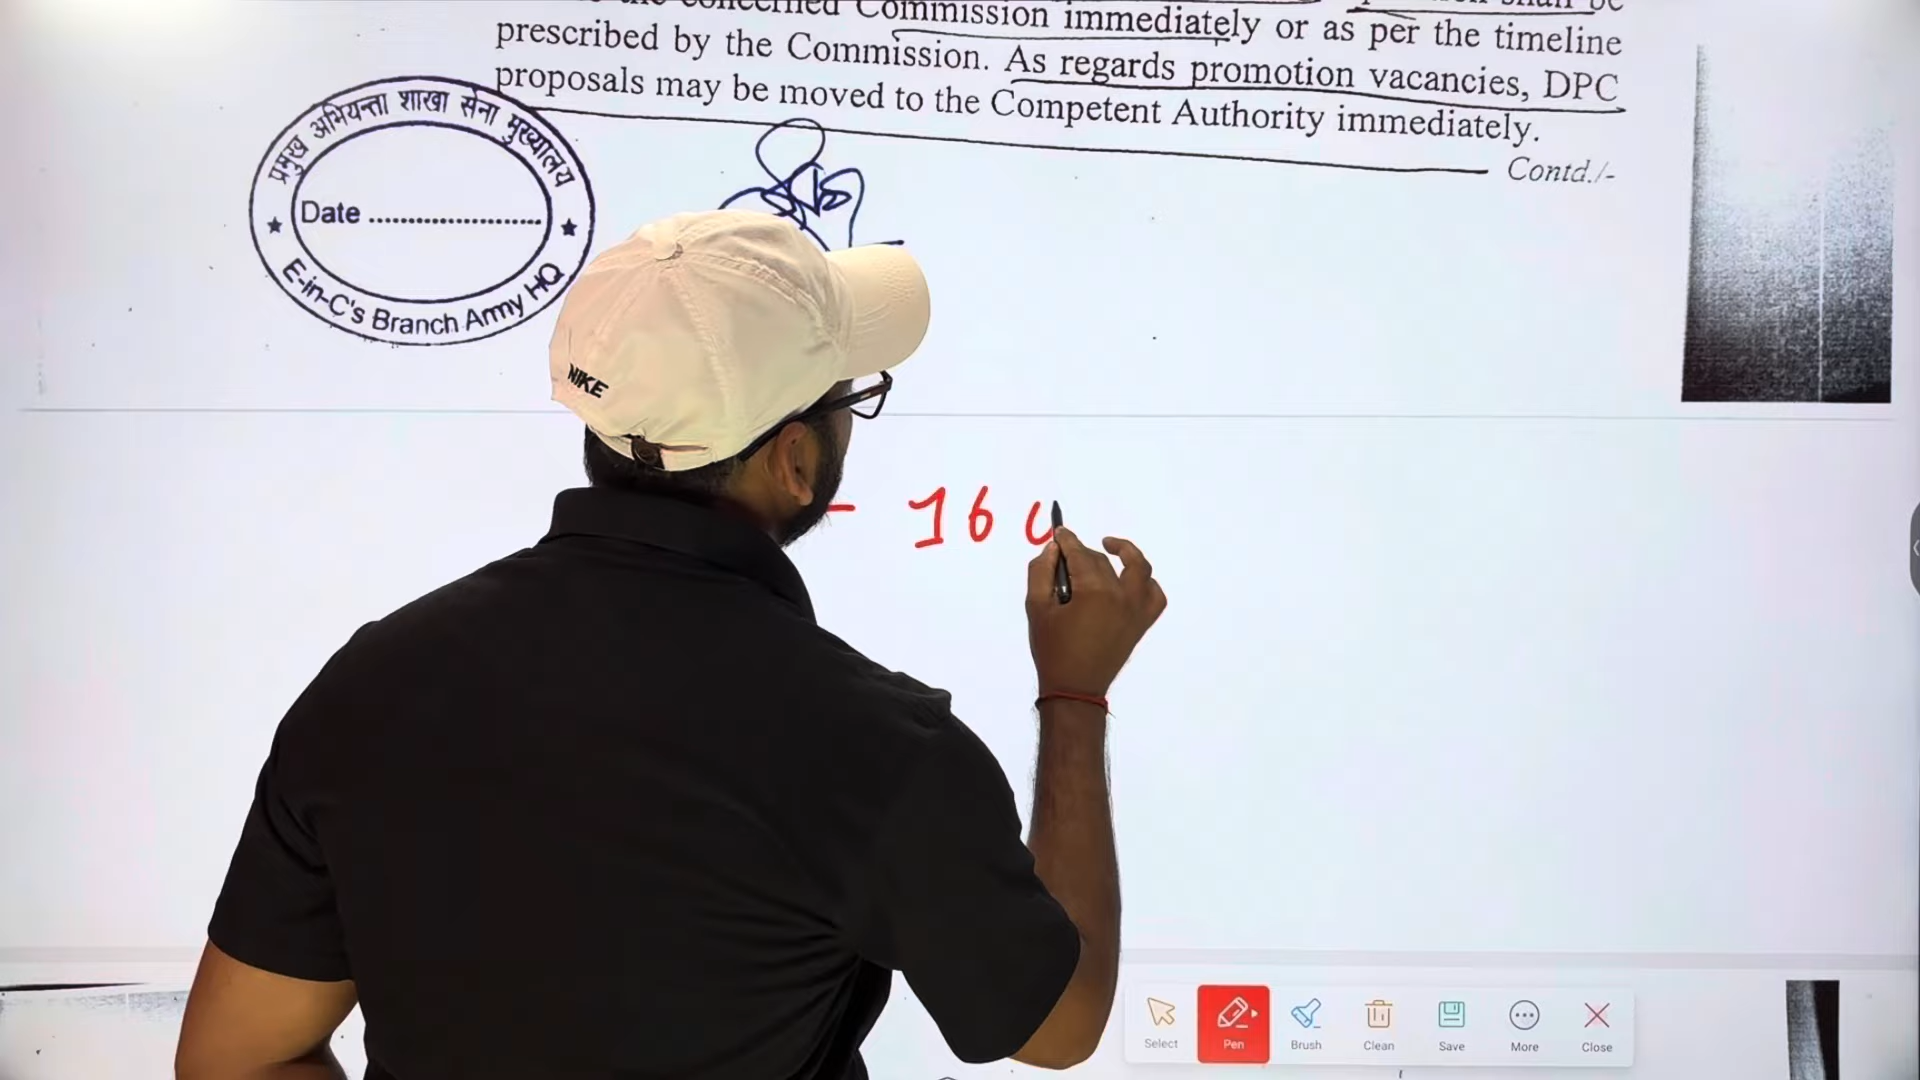 concerned Commission immediately or as per the timeline
prescribed by the Commission. As regards promotion vacancies, DPC
proposals may be moved to the Competent Authority immediately.
Contd./-
प्रमुख अभियन्ता शाखा सेना मुख्यालय
Date ........................
E-in-C's Branch Army HQ
NIKE
- 16
Select Pen Brush Clean Save More Close